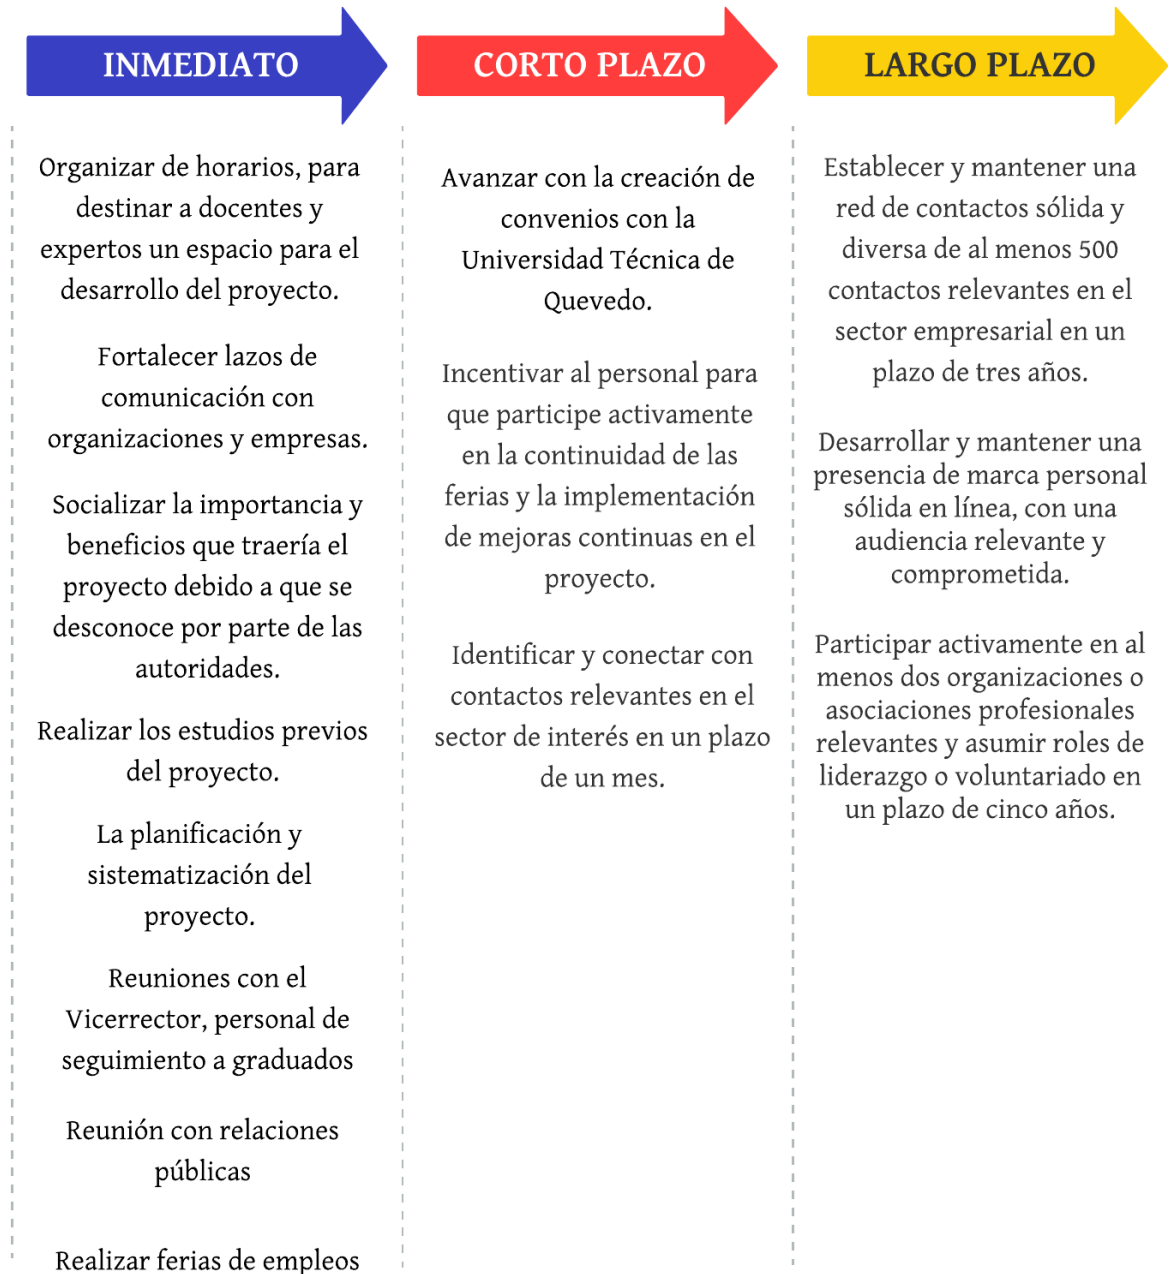 INMEDIATO
Organizar de horarios, para
destinar a docentes y
expertos un espacio para el
desarrollo del proyecto.
Fortalecer lazos de
comunicación con
organizaciones y empresas.
Socializar la importancia y
beneficios que traería el
proyecto debido a que se
desconoce por parte de las
autoridades.
Realizar los estudios previos
del proyecto.
La planificación y
sistematización del
proyecto.
Reuniones con el
Vicerrector, personal de
seguimiento a graduados
Reunión con relaciones
públicas
Realizar ferias de empleos
CORTO PLAZO
Avanzar con la creación de
convenios con la
Universidad Técnica de
Quevedo.
Incentivar al personal para
que participe activamente
en la continuidad de las
ferias y la implementación
de mejoras continuas en el
proyecto.
Identificar y conectar con
contactos relevantes en el
sector de interés en un plazo
de un mes.
LARGO PLAZO
Establecer y mantener una
red de contactos sólida y
diversa de al menos 500
contactos relevantes en el
sector empresarial en un
plazo de tres años.
Desarrollar y mantener una
presencia de marca personal
sólida en línea, con una
audiencia relevante y
comprometida.
Participar activamente en al
menos dos organizaciones o
asociaciones profesionales
relevantes y asumir roles de
liderazgo o voluntariado en
un plazo de cinco años.